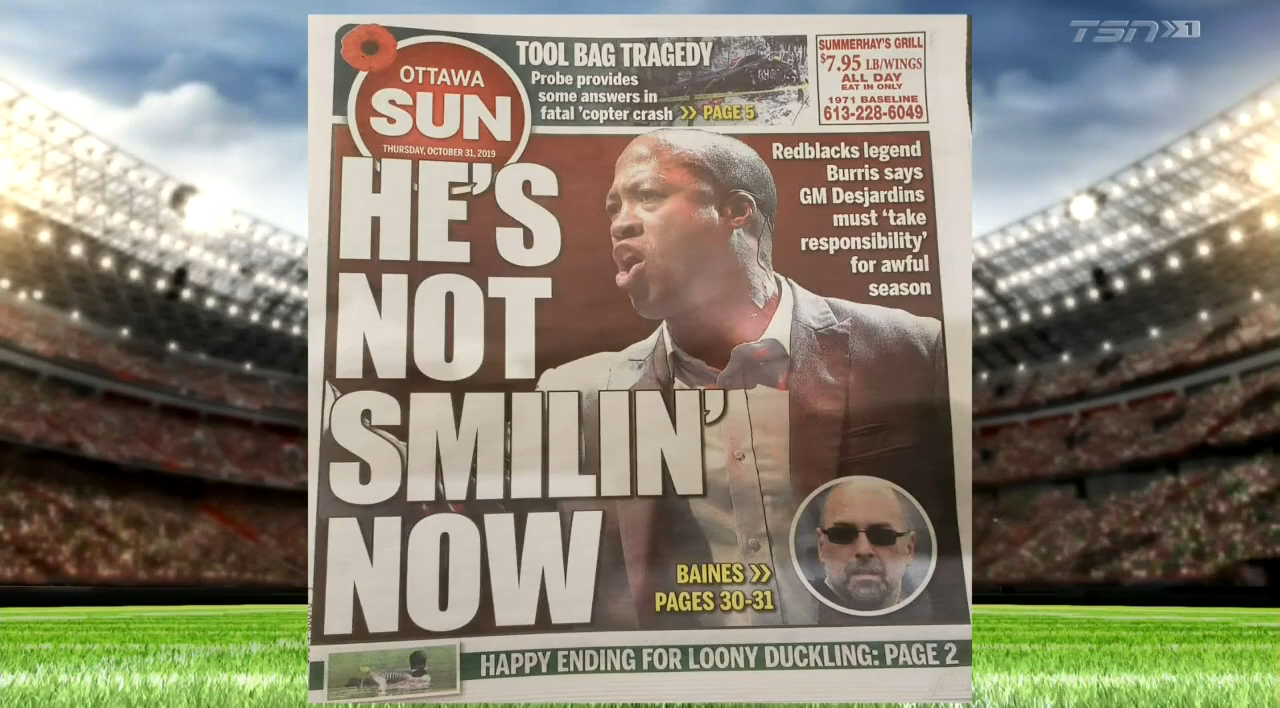 TSN 1
OTTAWA
SUN
THURSDAY, OCTOBER 31, 2019
TOOL BAG TRAGEDY
Probe provides
some answers in
fatal 'copter crash >> PAGE 5
SUMMERHAY'S GRILL
$7.95 LB/WINGS
ALL DAY
EAT IN ONLY
1971 BASELINE
613-228-6049
HE'S
NOT
SMILIN'
NOW
Redblacks legend
Burris says
GM Desjardins
must 'take
responsibility'
for awful
season
BAINES >>
PAGES 30-31
HAPPY ENDING FOR LOONY DUCKLING: PAGE 2